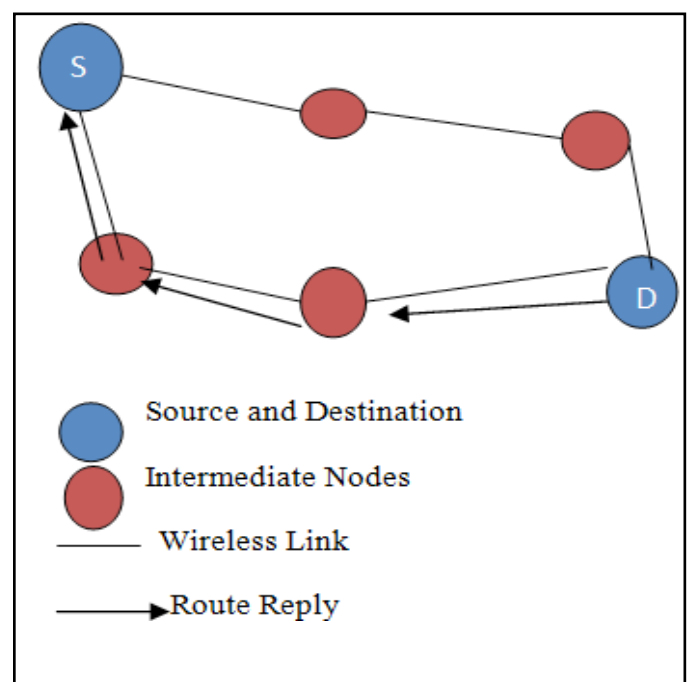 S
D
Source and Destination
Intermediate Nodes
Wireless Link
Route Reply